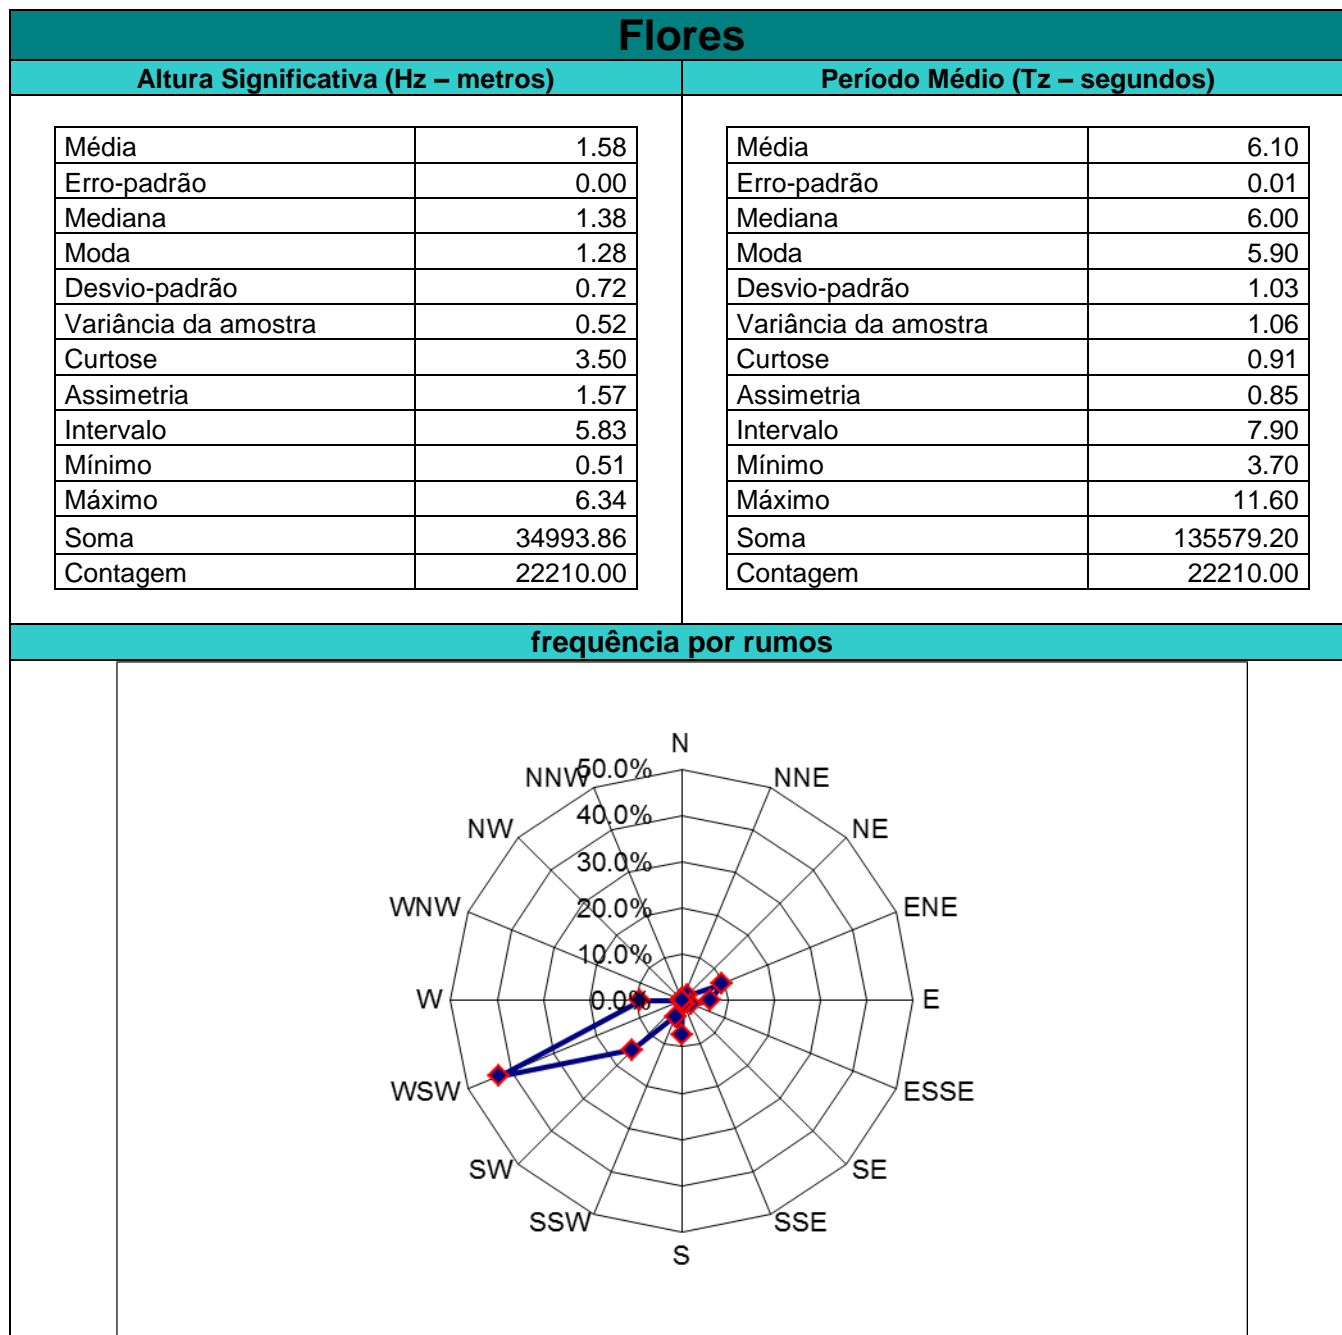 Flores
Altura Significativa (Hz – metros)
Período Médio (Tz – segundos)
Média 1.58
Erro-padrão 0.00
Mediana 1.38
Moda 1.28
Desvio-padrão 0.72
Variância da amostra 0.52
Curtose 3.50
Assimetria 1.57
Intervalo 5.83
Mínimo 0.51
Máximo 6.34
Soma 34993.86
Contagem 22210.00
Média 6.10
Erro-padrão 0.01
Mediana 6.00
Moda 5.90
Desvio-padrão 1.03
Variância da amostra 1.06
Curtose 0.91
Assimetria 0.85
Intervalo 7.90
Mínimo 3.70
Máximo 11.60
Soma 135579.20
Contagem 22210.00
frequência por rumos
N
NNW
50.0%
NNE
40.0%
NW
NE
30.0%
WNW
20.0%
ENE
10.0%
W
0.0%
E
WSW
ESSE
SW
SE
SSW
SSE
S